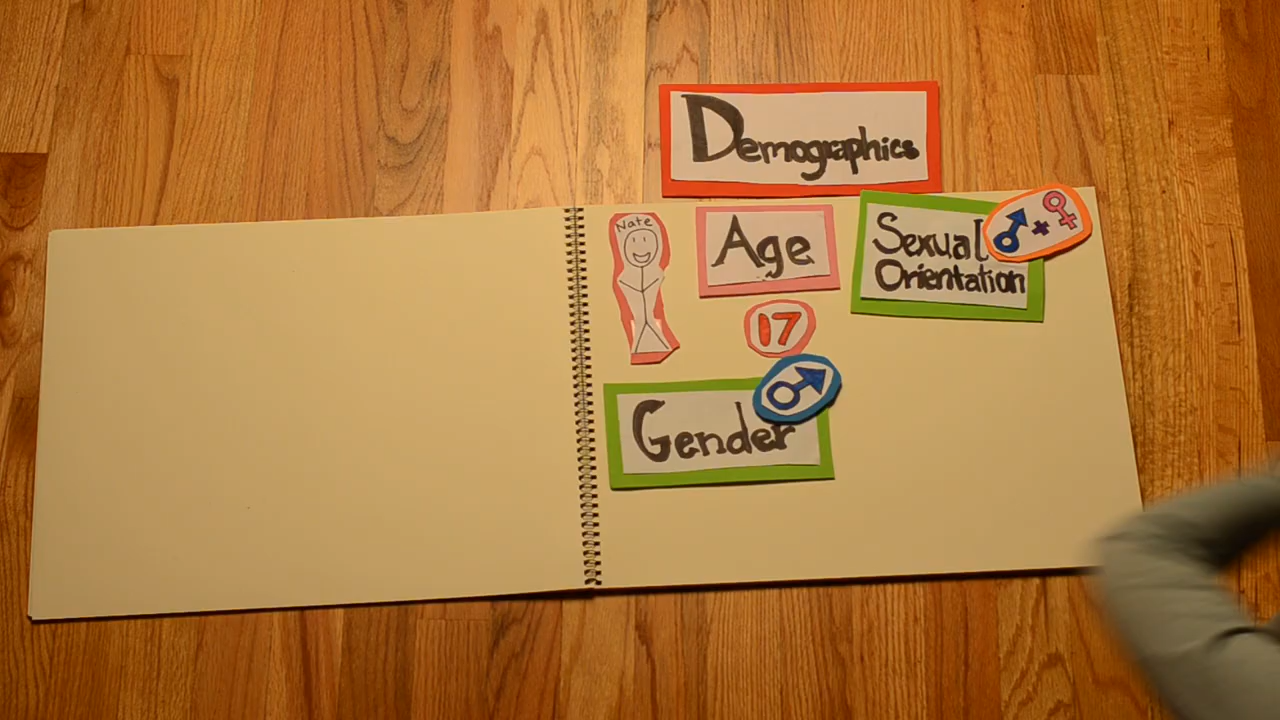 Demographics
Nate
Age
Sexual
Orientation
17
Gender